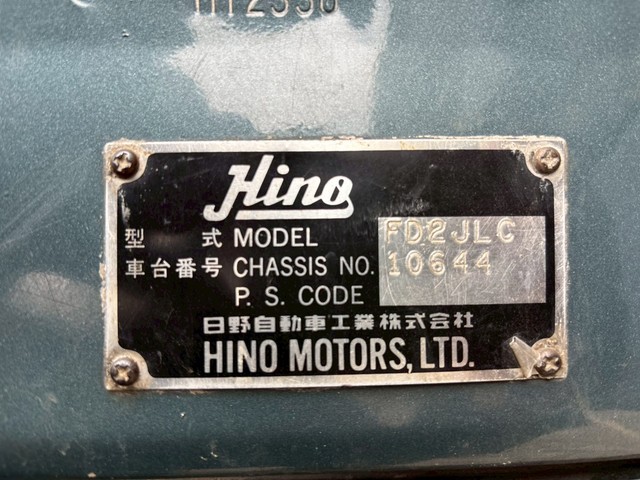 Hino
型 式 MODEL FD2JLC
車台番号 CHASSIS NO. 10644
P. S. CODE
日野自動車工業株式会社
HINO MOTORS, LTD.